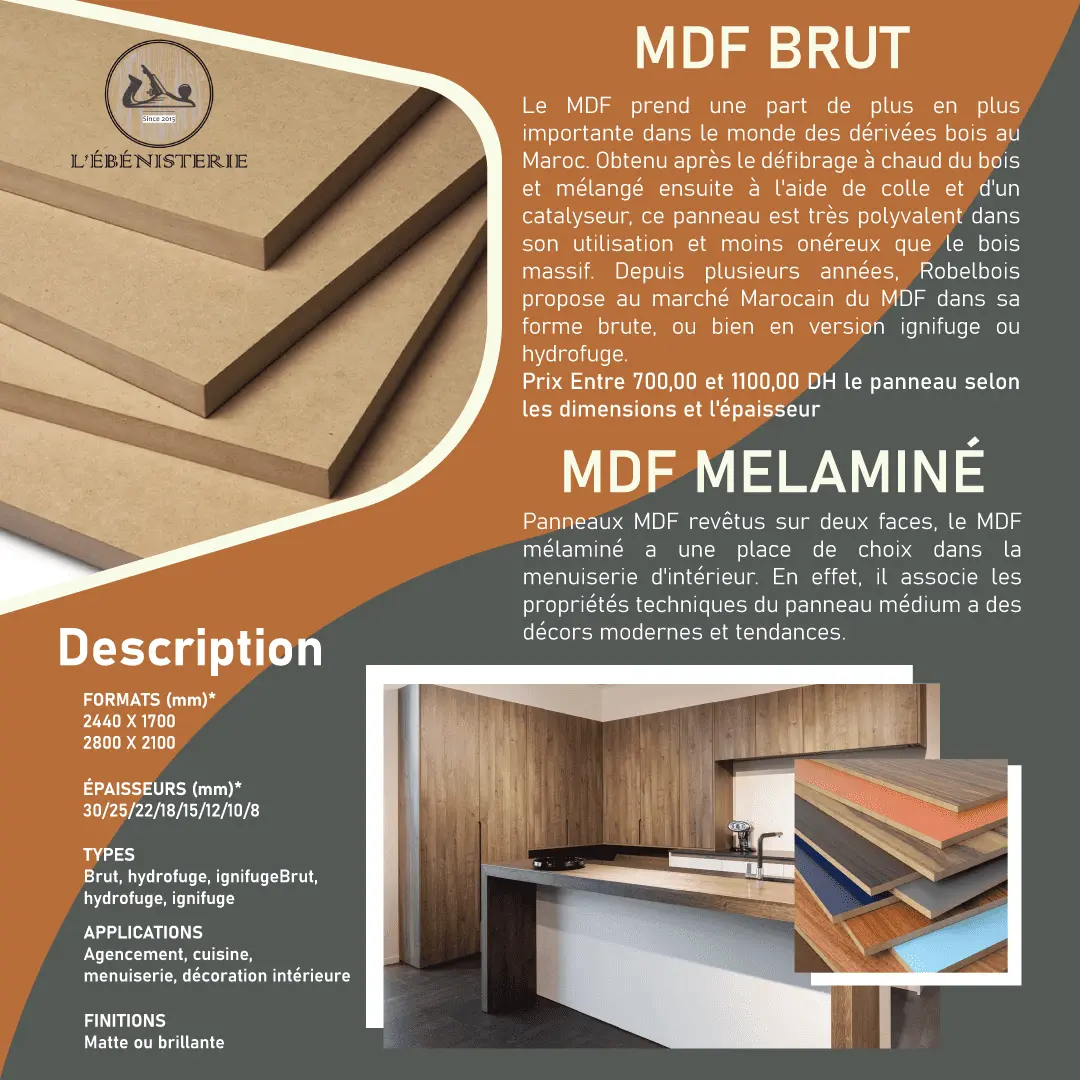 Since 2015
L'ÉBÉNISTERIE
MDF BRUT
Le MDF prend une part de plus en plus
importante dans le monde des dérivées bois au
Maroc. Obtenu après le défibrage à chaud du bois
et mélangé ensuite à l'aide de colle et d'un
catalyseur, ce panneau est très polyvalent dans
son utilisation et moins onéreux que le bois
massif. Depuis plusieurs années, Robelbois
propose au marché Marocain du MDF dans sa
forme brute, ou bien en version ignifuge ou
hydrofuge.
Prix Entre 700,00 et 1100,00 DH le panneau selon
les dimensions et l'épaisseur
MDF MELAMINÉ
Panneaux MDF revêtus sur deux faces, le MDF
mélaminé a une place de choix dans la
menuiserie d'intérieur. En effet, il associe les
propriétés techniques du panneau médium a des
décors modernes et tendances.
Description
FORMATS (mm)*
2440 X 1700
2800 X 2100
ÉPAISSEURS (mm)*
30/25/22/18/15/12/10/8
TYPES
Brut, hydrofuge, ignifugeBrut,
hydrofuge, ignifuge
APPLICATIONS
Agencement, cuisine,
menuiserie, décoration intérieure
FINITIONS
Matte ou brillante